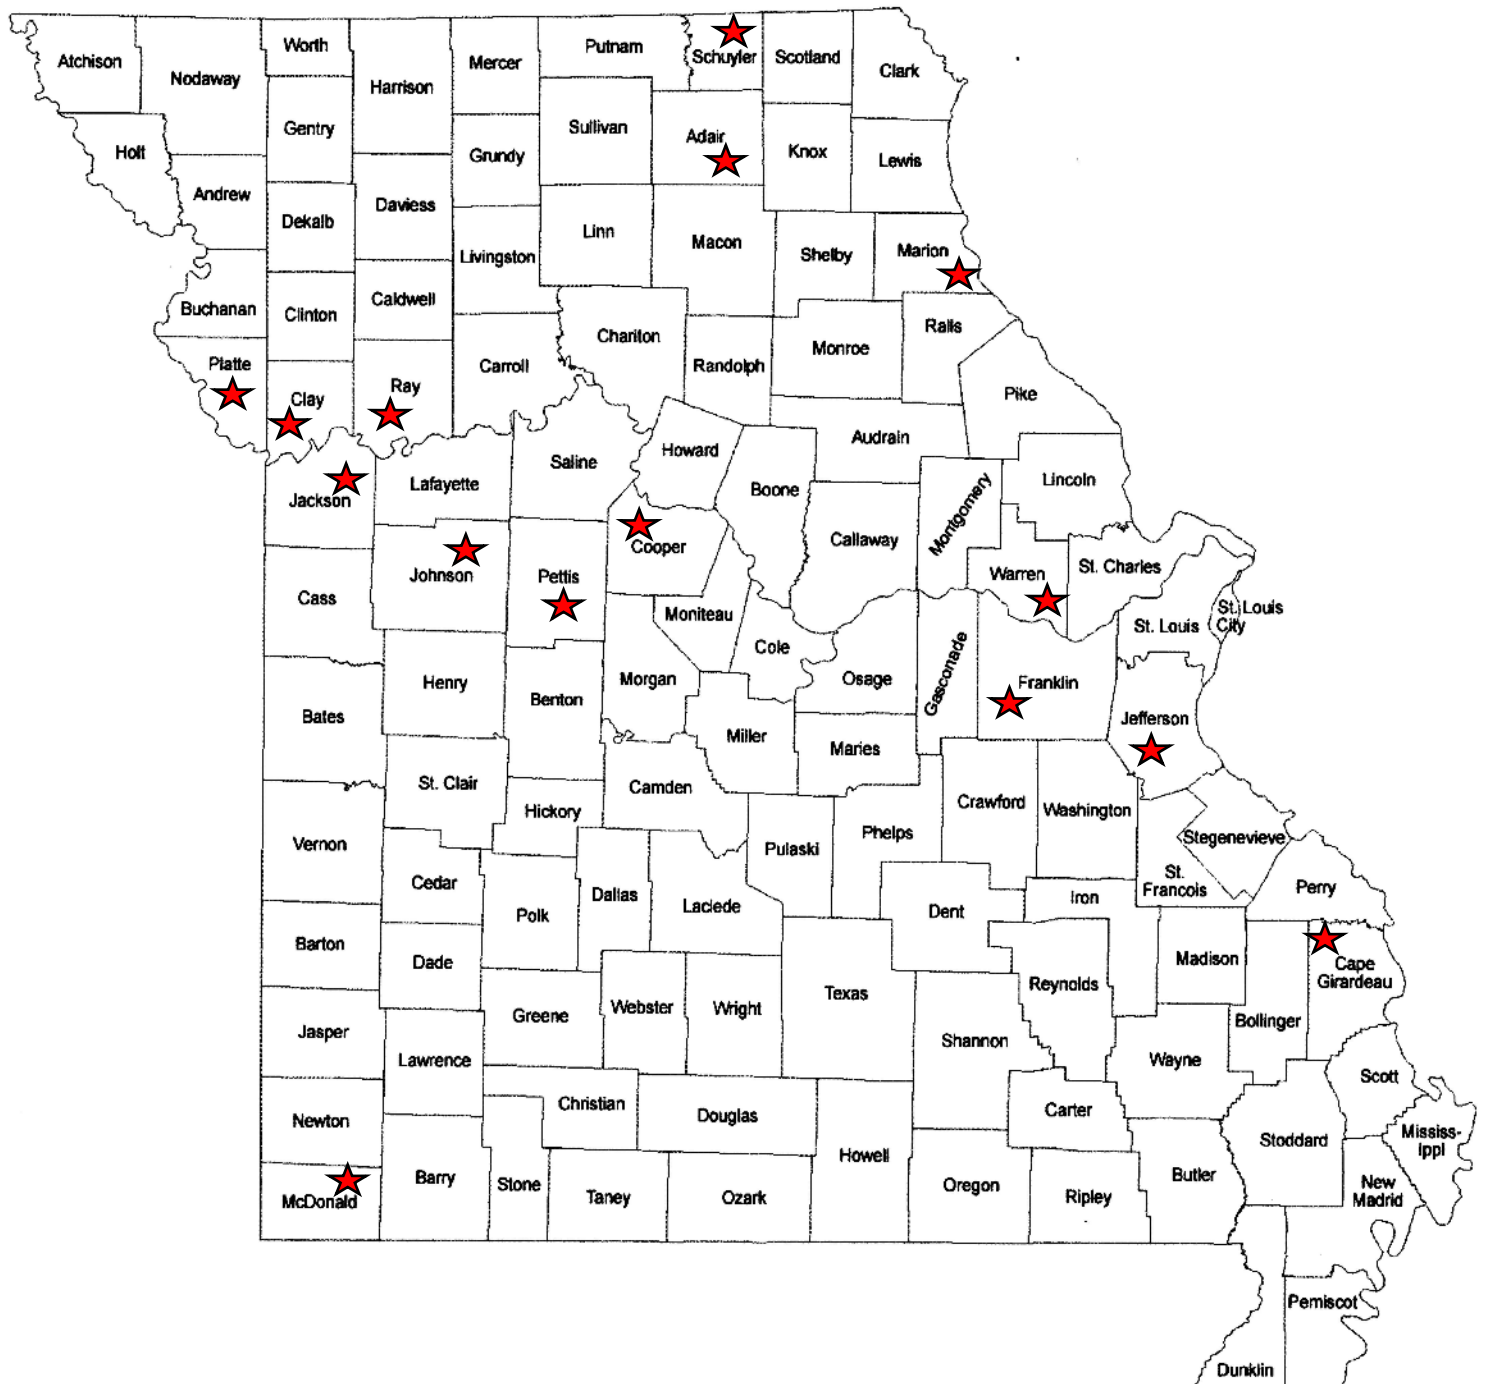 Atchison
Nodaway
Worth
Harrison
Mercer
Putnam
Schuyler
Scotland
Clark
Holt
Gentry
Grundy
Sullivan
Adair
Knox
Lewis
Andrew
Dekalb
Daviess
Livingston
Linn
Macon
Shelby
Marion
Buchanan
Clinton
Caldwell
Chariton
Randolph
Monroe
Ralls
Platte
Clay
Ray
Carroll
Pike
Audrain
Howard
Boone
Saline
Lafayette
Jackson
Cooper
Callaway
Montgomery
Lincoln
Johnson
Pettis
Warren
St. Charles
Cass
Moniteau
Cole
St. Louis
St. Louis
City
Henry
Benton
Morgan
Osage
Gasconade
Franklin
Jefferson
Bates
Miller
Maries
St. Clair
Hickory
Camden
Pulaski
Phelps
Crawford
Washington
Stegenevieve
Vernon
Cedar
Polk
Dallas
Laclede
Dent
Iron
St.
Francois
Perry
Barton
Dade
Texas
Reynolds
Madison
Cape
Girardeau
Jasper
Greene
Webster
Wright
Shannon
Bollinger
Lawrence
Wayne
Scott
Newton
Christian
Douglas
Carter
Stoddard
Mississ-
ippi
McDonald
Barry
Stone
Taney
Ozark
Howell
Oregon
Ripley
Butler
New
Madrid
Pemiscot
Dunklin